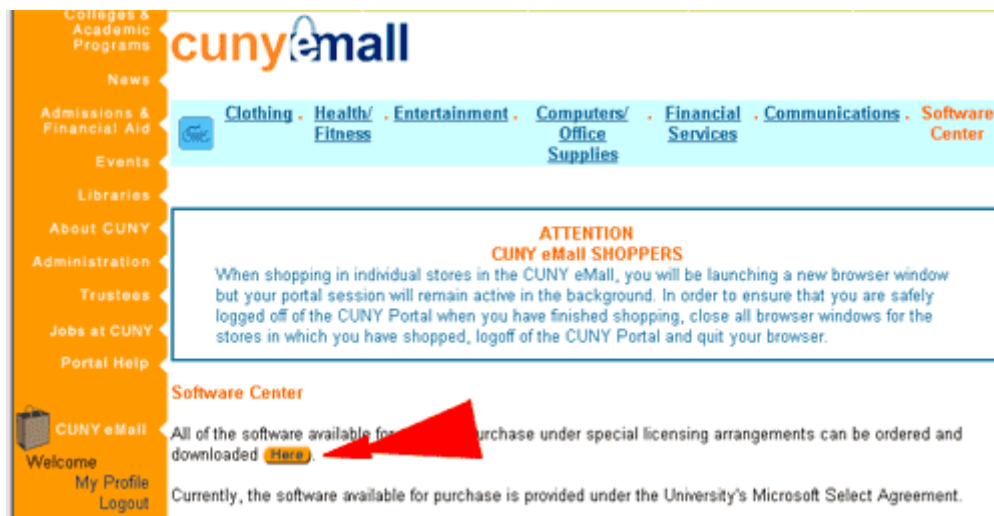 Colleges &
Academic
Programs
News
Admissions &
Financial Aid
Events
Libraries
About CUNY
Administration
Trustees
Jobs at CUNY
Portal Help
CUNY eMall
Welcome
My Profile
Logout
cunyemall
Clothing . Health/ . Entertainment . Computers/ . Financial . Communications . Software
Fitness Office Services Center
Supplies
ATTENTION
CUNY eMall SHOPPERS
When shopping in individual stores in the CUNY eMall, you will be launching a new browser window
but your portal session will remain active in the background. In order to ensure that you are safely
logged off of the CUNY Portal when you have finished shopping, close all browser windows for the
stores in which you have shopped, logoff of the CUNY Portal and quit your browser.
Software Center
All of the software available urchase under special licensing arrangements can be ordered and
downloaded Here .
Currently, the software available for purchase is provided under the University's Microsoft Select Agreement.